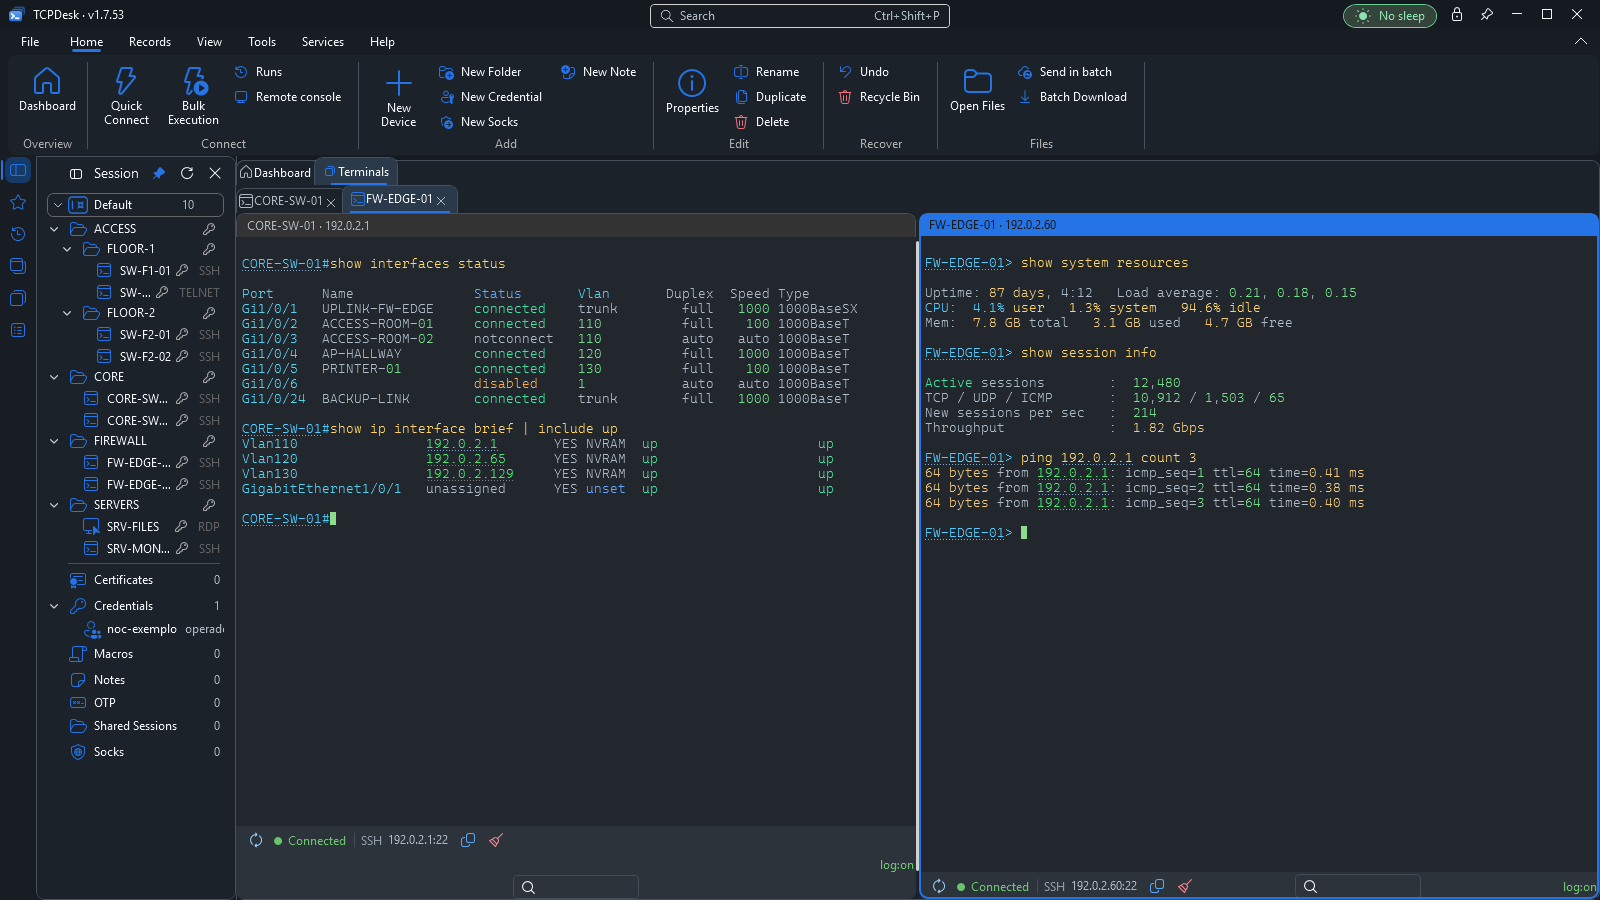 TCPDesk · v1.7.53
Search Ctrl+Shift+P
No sleep
File Home Records View Tools Services Help
Dashboard
Overview
Quick Connect
Bulk Execution
Runs
Remote console
Connect
New Device
New Folder
New Credential
New Socks
New Note
Add
Properties
Rename
Duplicate
Delete
Edit
Undo
Recycle Bin
Recover
Open Files
Send in batch
Batch Download
Files
Session
Default 10
ACCESS
FLOOR-1
SW-F1-01 SSH
SW-... TELNET
FLOOR-2
SW-F2-01 SSH
SW-F2-02 SSH
CORE
CORE-SW... SSH
CORE-SW... SSH
FIREWALL
FW-EDGE-... SSH
FW-EDGE-... SSH
SERVERS
SRV-FILES RDP
SRV-MON... SSH
Certificates 0
Credentials 1
noc-exemplo operad
Macros 0
Notes 0
OTP 0
Shared Sessions 0
Socks 0
Dashboard Terminals
CORE-SW-01 FW-EDGE-01
CORE-SW-01 · 192.0.2.1
CORE-SW-01#show interfaces status
Port Name Status Vlan Duplex Speed Type
Gi1/0/1 UPLINK-FW-EDGE connected trunk full 1000 1000BaseSX
Gi1/0/2 ACCESS-ROOM-01 connected 110 full 100 1000BaseT
Gi1/0/3 ACCESS-ROOM-02 notconnect 110 auto auto 1000BaseT
Gi1/0/4 AP-HALLWAY connected 120 full 1000 1000BaseT
Gi1/0/5 PRINTER-01 connected 130 full 100 1000BaseT
Gi1/0/6 disabled 1 auto auto 1000BaseT
Gi1/0/24 BACKUP-LINK connected trunk full 1000 1000BaseT
CORE-SW-01#show ip interface brief | include up
Vlan110 192.0.2.1 YES NVRAM up up
Vlan120 192.0.2.65 YES NVRAM up up
Vlan130 192.0.2.129 YES NVRAM up up
GigabitEthernet1/0/1 unassigned YES unset up up
CORE-SW-01#
Connected SSH 192.0.2.1:22
log:on
FW-EDGE-01 · 192.0.2.60
FW-EDGE-01> show system resources
Uptime: 87 days, 4:12 Load average: 0.21, 0.18, 0.15
CPU: 4.1% user 1.3% system 94.6% idle
Mem: 7.8 GB total 3.1 GB used 4.7 GB free
FW-EDGE-01> show session info
Active sessions : 12,480
TCP / UDP / ICMP : 10,912 / 1,503 / 65
New sessions per sec : 214
Throughput : 1.82 Gbps
FW-EDGE-01> ping 192.0.2.1 count 3
64 bytes from 192.0.2.1: icmp_seq=1 ttl=64 time=0.41 ms
64 bytes from 192.0.2.1: icmp_seq=2 ttl=64 time=0.38 ms
64 bytes from 192.0.2.1: icmp_seq=3 ttl=64 time=0.40 ms
FW-EDGE-01>
Connected SSH 192.0.2.60:22
log:on